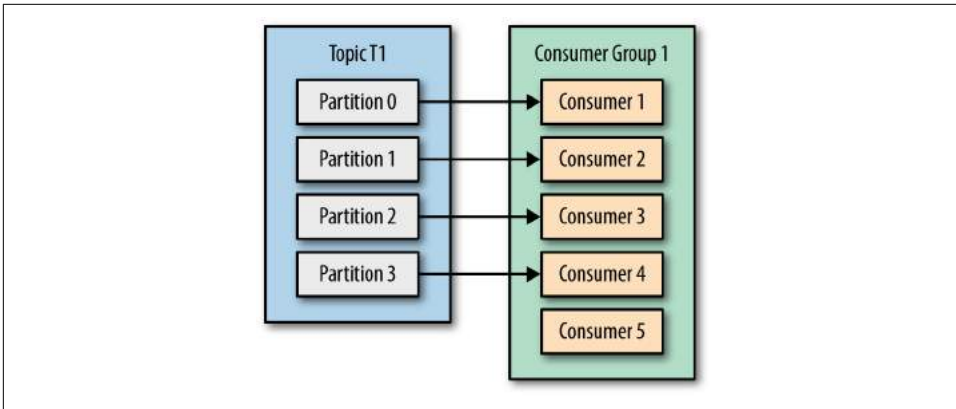 Topic T1
Partition 0
Partition 1
Partition 2
Partition 3
Consumer Group 1
Consumer 1
Consumer 2
Consumer 3
Consumer 4
Consumer 5